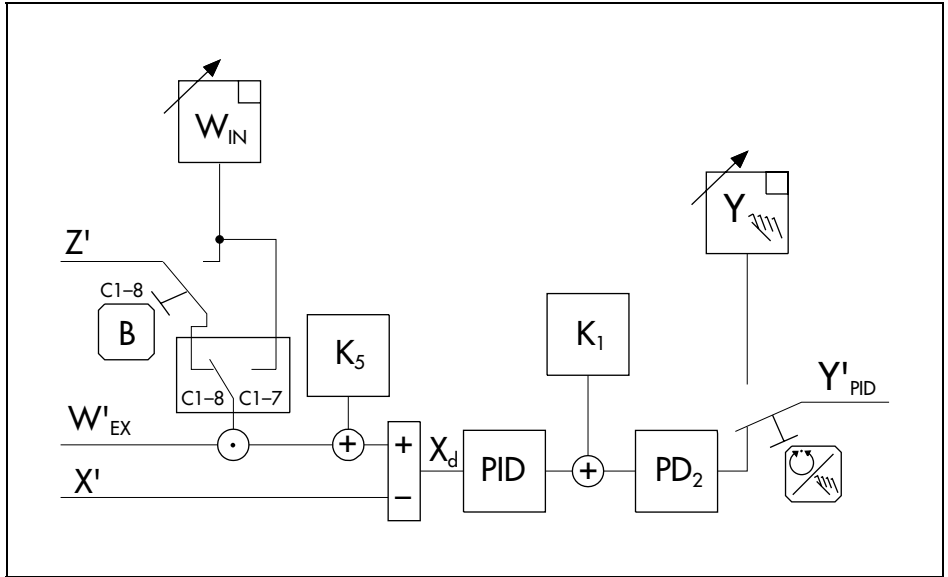 W_IN
Z'
C1–8
B
C1–8 C1–7
K_5
W'_EX
X'
+
+
–
X_d
PID
K_1
+
PD_2
Y
Y'_PID